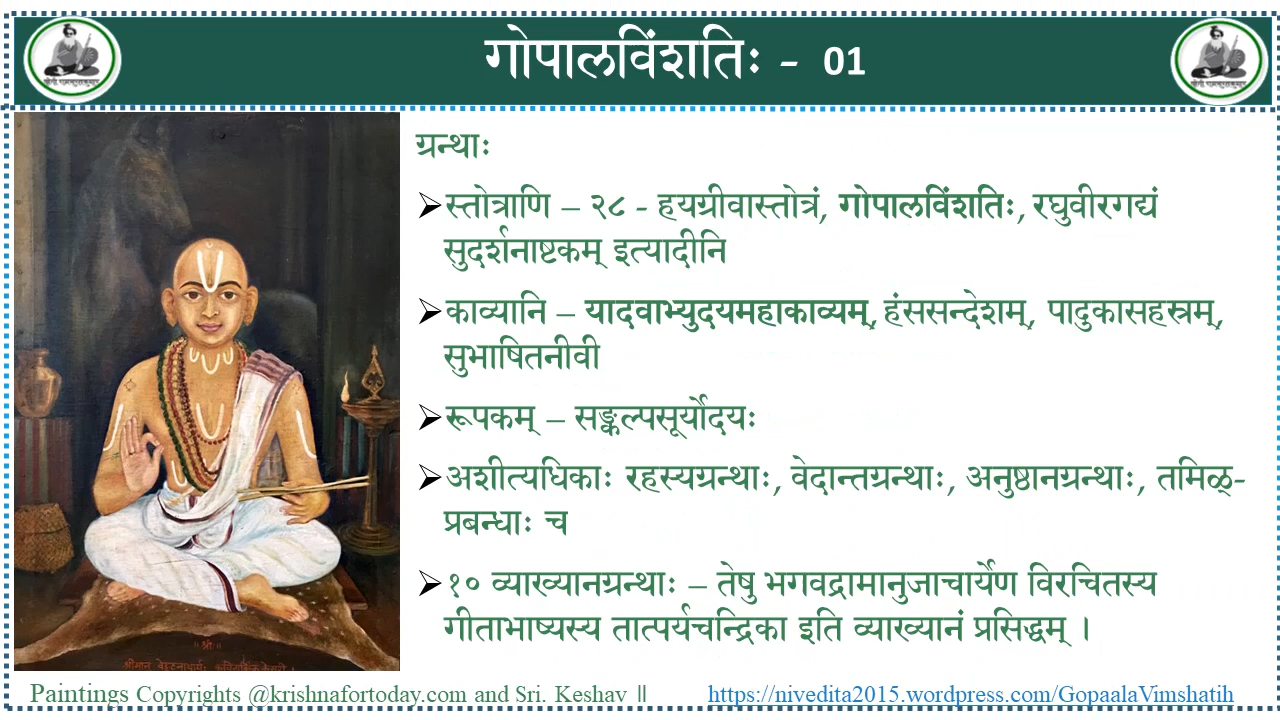 गोपालविंशतिः - 01
ग्रन्थाः
स्तोत्राणि – २८ - हयग्रीवास्तोत्रं, गोपालविंशतिः, रघुवीरगद्यं
सुदर्शनाष्टकम् इत्यादीनि
काव्यानि – यादवाभ्युदयमहाकाव्यम्, हंससन्देशम्, पादुकासहस्रम्,
सुभाषितनीवी
रूपकम् – सङ्कल्पसूर्योदयः
अशीत्यधिकाः रहस्यग्रन्थाः, वेदान्तग्रन्थाः, अनुष्ठानग्रन्थाः, तमिळ्-
प्रबन्धाः च
१० व्याख्यानग्रन्थाः – तेषु भगवद्रामानुजाचार्येण विरचितस्य
गीताभाष्यस्य तात्पर्यचन्द्रिका इति व्याख्यानं प्रसिद्धम् ।
॥ श्रीः ॥
Paintings Copyrights @krishnafortoday.com and Sri. Keshav || https://nivedita2015.wordpress.com/GopaalaVimshatih